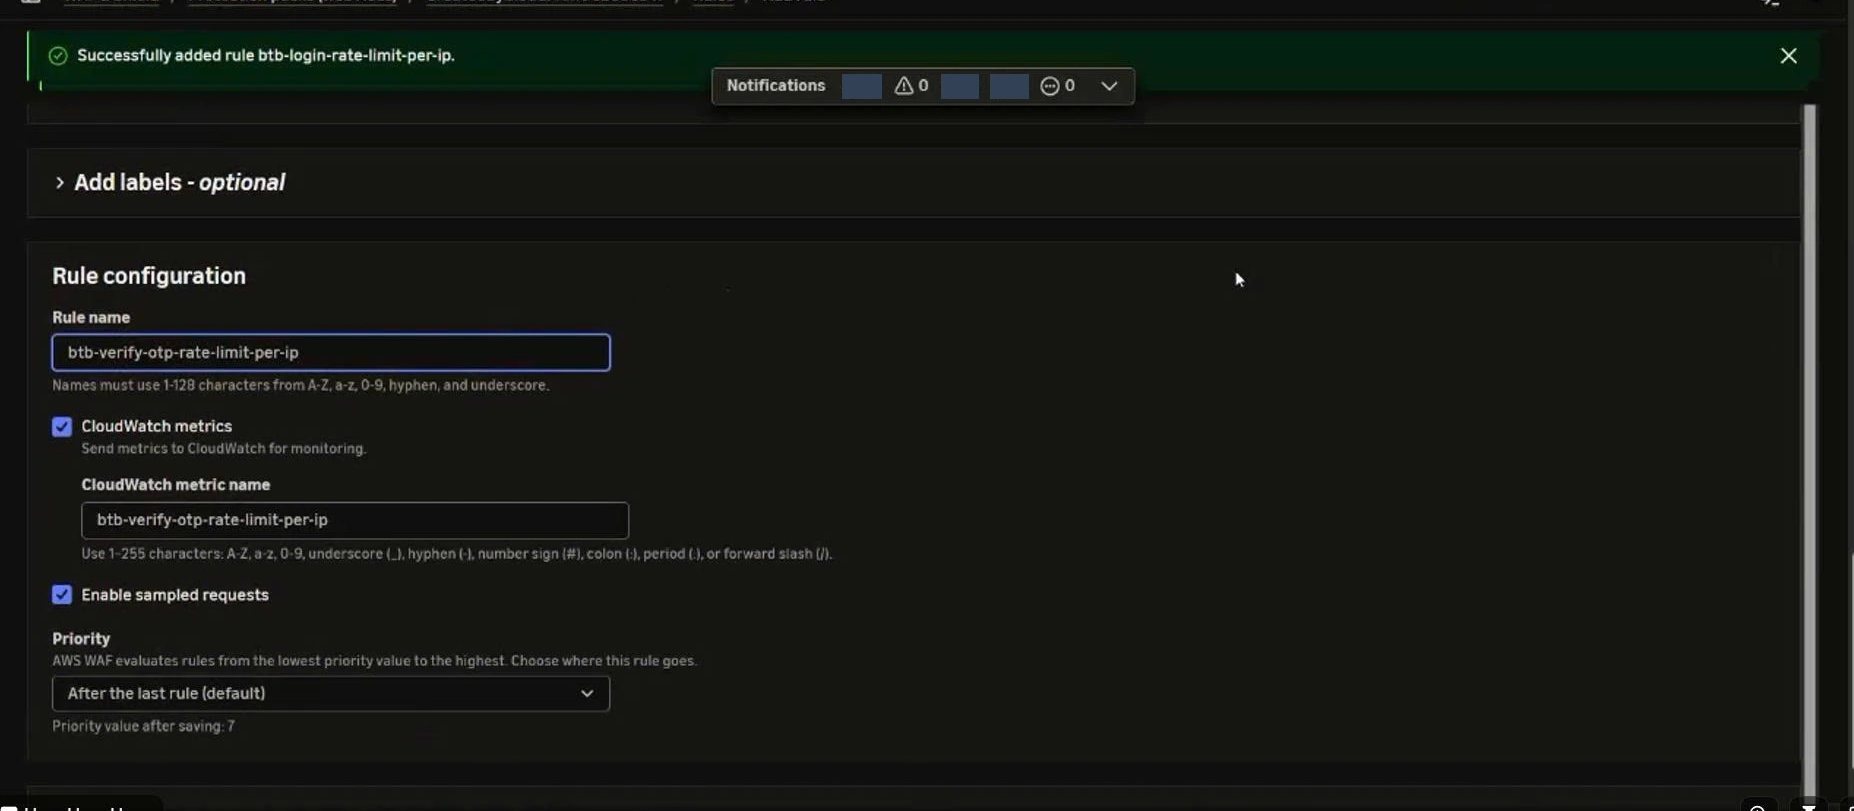 Successfully added rule btb-login-rate-limit-per-ip.
Notifications 0 0
Add labels - optional
Rule configuration
Rule name
btb-verify-otp-rate-limit-per-ip
Names must use 1-128 characters from A-Z, a-z, 0-9, hyphen, and underscore.
CloudWatch metrics
Send metrics to CloudWatch for monitoring.
CloudWatch metric name
btb-verify-otp-rate-limit-per-ip
Use 1-255 characters: A-Z, a-z, 0-9, underscore (_), hyphen (-), number sign (#), colon (:), period (.), or forward slash (/).
Enable sampled requests
Priority
AWS WAF evaluates rules from the lowest priority value to the highest. Choose where this rule goes.
After the last rule (default)
Priority value after saving: 7